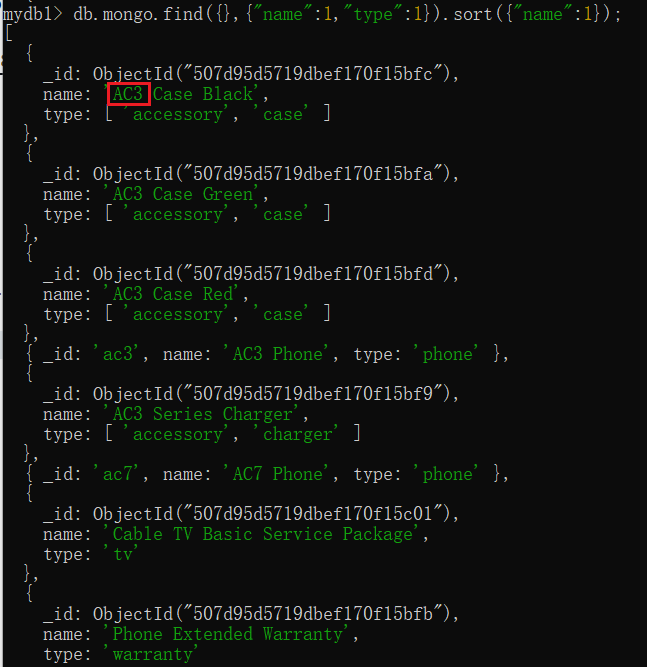 mydb1> db.mongo.find({},{"name":1,"type":1}).sort({"name":1});
[
  {
    _id: ObjectId("507d95d5719dbef170f15bfc"),
    name: 'AC3 Case Black',
    type: [ 'accessory', 'case' ]
  },
  {
    _id: ObjectId("507d95d5719dbef170f15bfa"),
    name: 'AC3 Case Green',
    type: [ 'accessory', 'case' ]
  },
  {
    _id: ObjectId("507d95d5719dbef170f15bfd"),
    name: 'AC3 Case Red',
    type: [ 'accessory', 'case' ]
  },
  { _id: 'ac3', name: 'AC3 Phone', type: 'phone' },
  {
    _id: ObjectId("507d95d5719dbef170f15bf9"),
    name: 'AC3 Series Charger',
    type: [ 'accessory', 'charger' ]
  },
  { _id: 'ac7', name: 'AC7 Phone', type: 'phone' },
  {
    _id: ObjectId("507d95d5719dbef170f15c01"),
    name: 'Cable TV Basic Service Package',
    type: 'tv'
  },
  {
    _id: ObjectId("507d95d5719dbef170f15bfb"),
    name: 'Phone Extended Warranty',
    type: 'warranty'